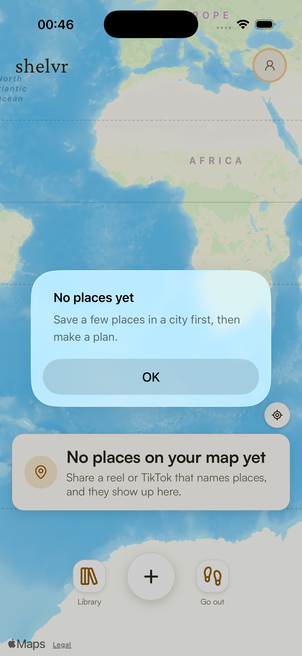 00:46
OPE
shelvr
North
Atlantic
Ocean
AFRICA
No places yet
Save a few places in a city first, then
make a plan.
OK
No places on your map yet
Share a reel or TikTok that names places,
and they show up here.
Library
Go out
Maps
Legal